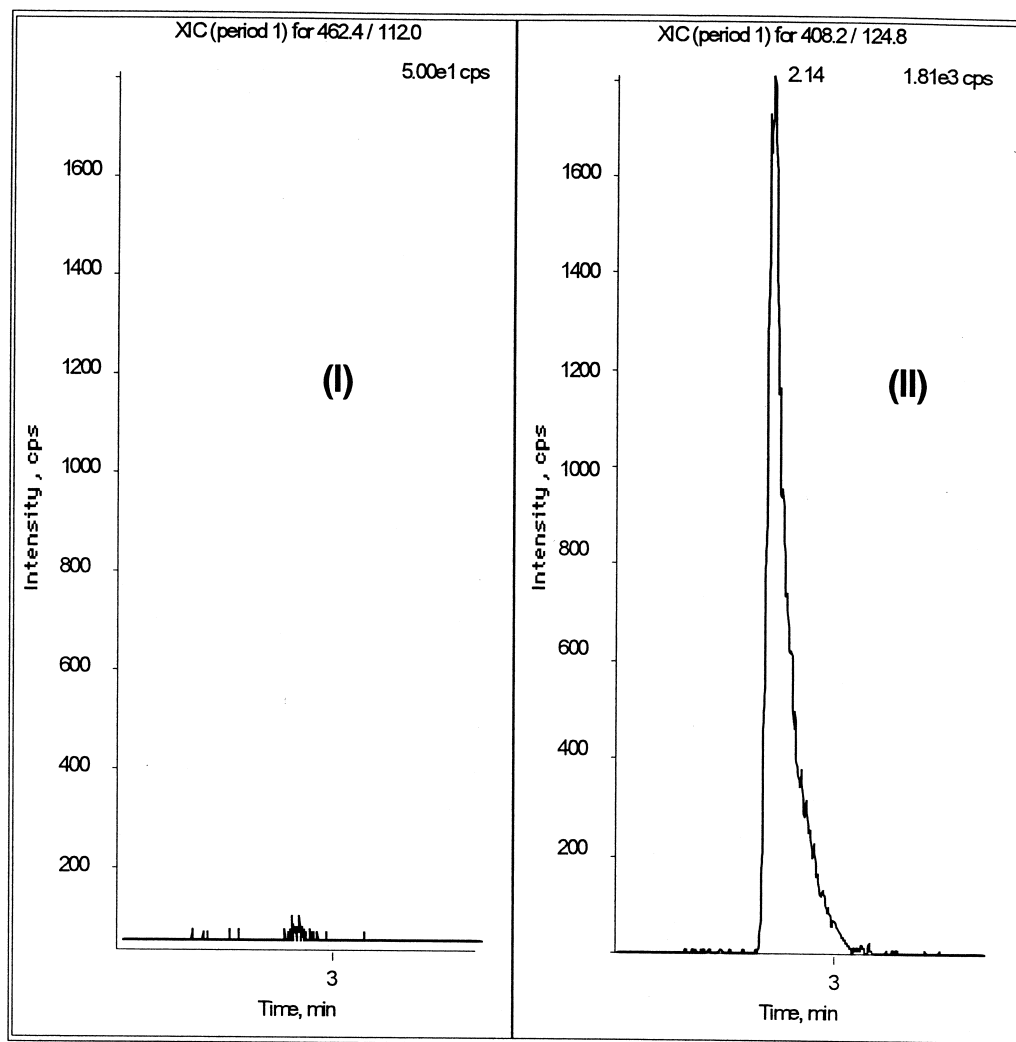 XIC (period 1) for 462.4 / 112.0
5.00e1 cps
1600
1400
1200
1000
800
600
400
200
(I)
Intensity , cps
3
Time, min
XIC (period 1) for 408.2 / 124.8
2.14
1.81e3 cps
1600
1400
1200
1000
800
600
400
200
(II)
Intensity , cps
3
Time, min